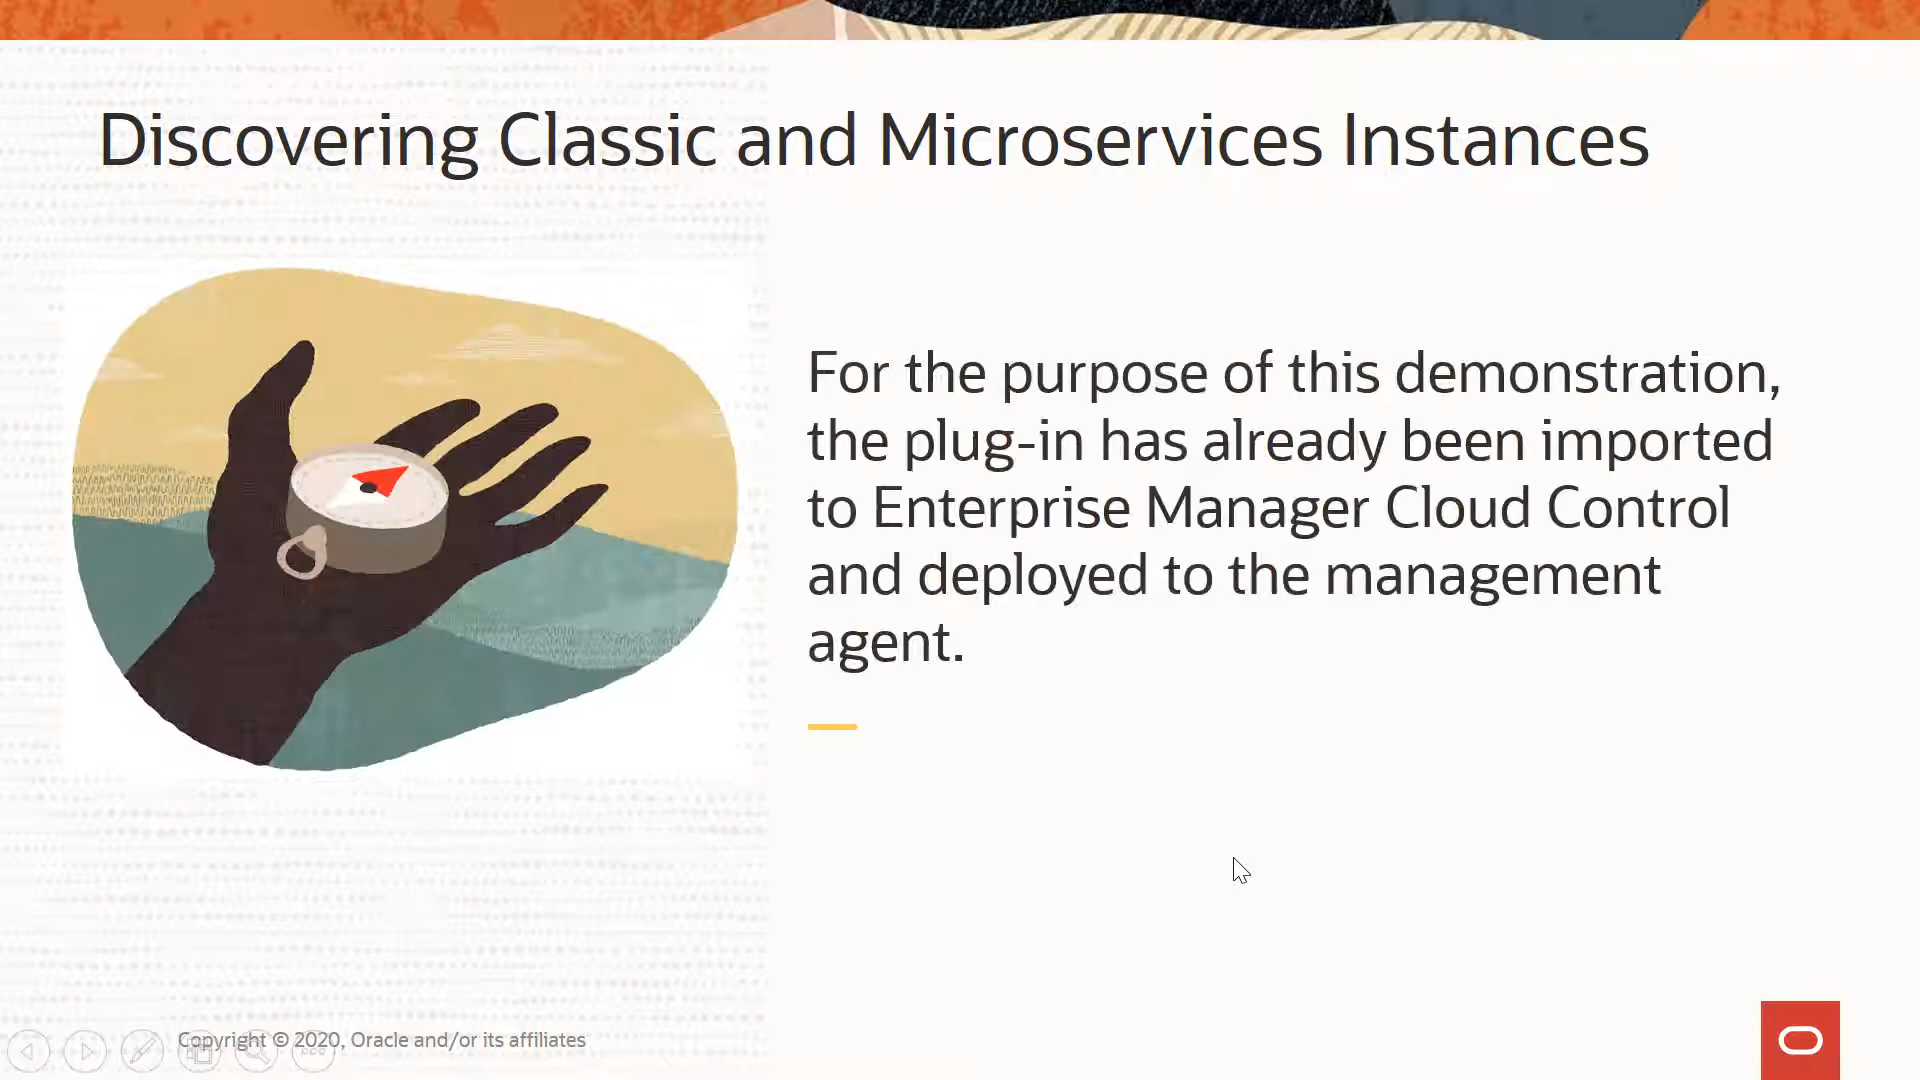 Discovering Classic and Microservices Instances
For the purpose of this demonstration,
the plug-in has already been imported
to Enterprise Manager Cloud Control
and deployed to the management
agent.
Copyright © 2020, Oracle and/or its affiliates